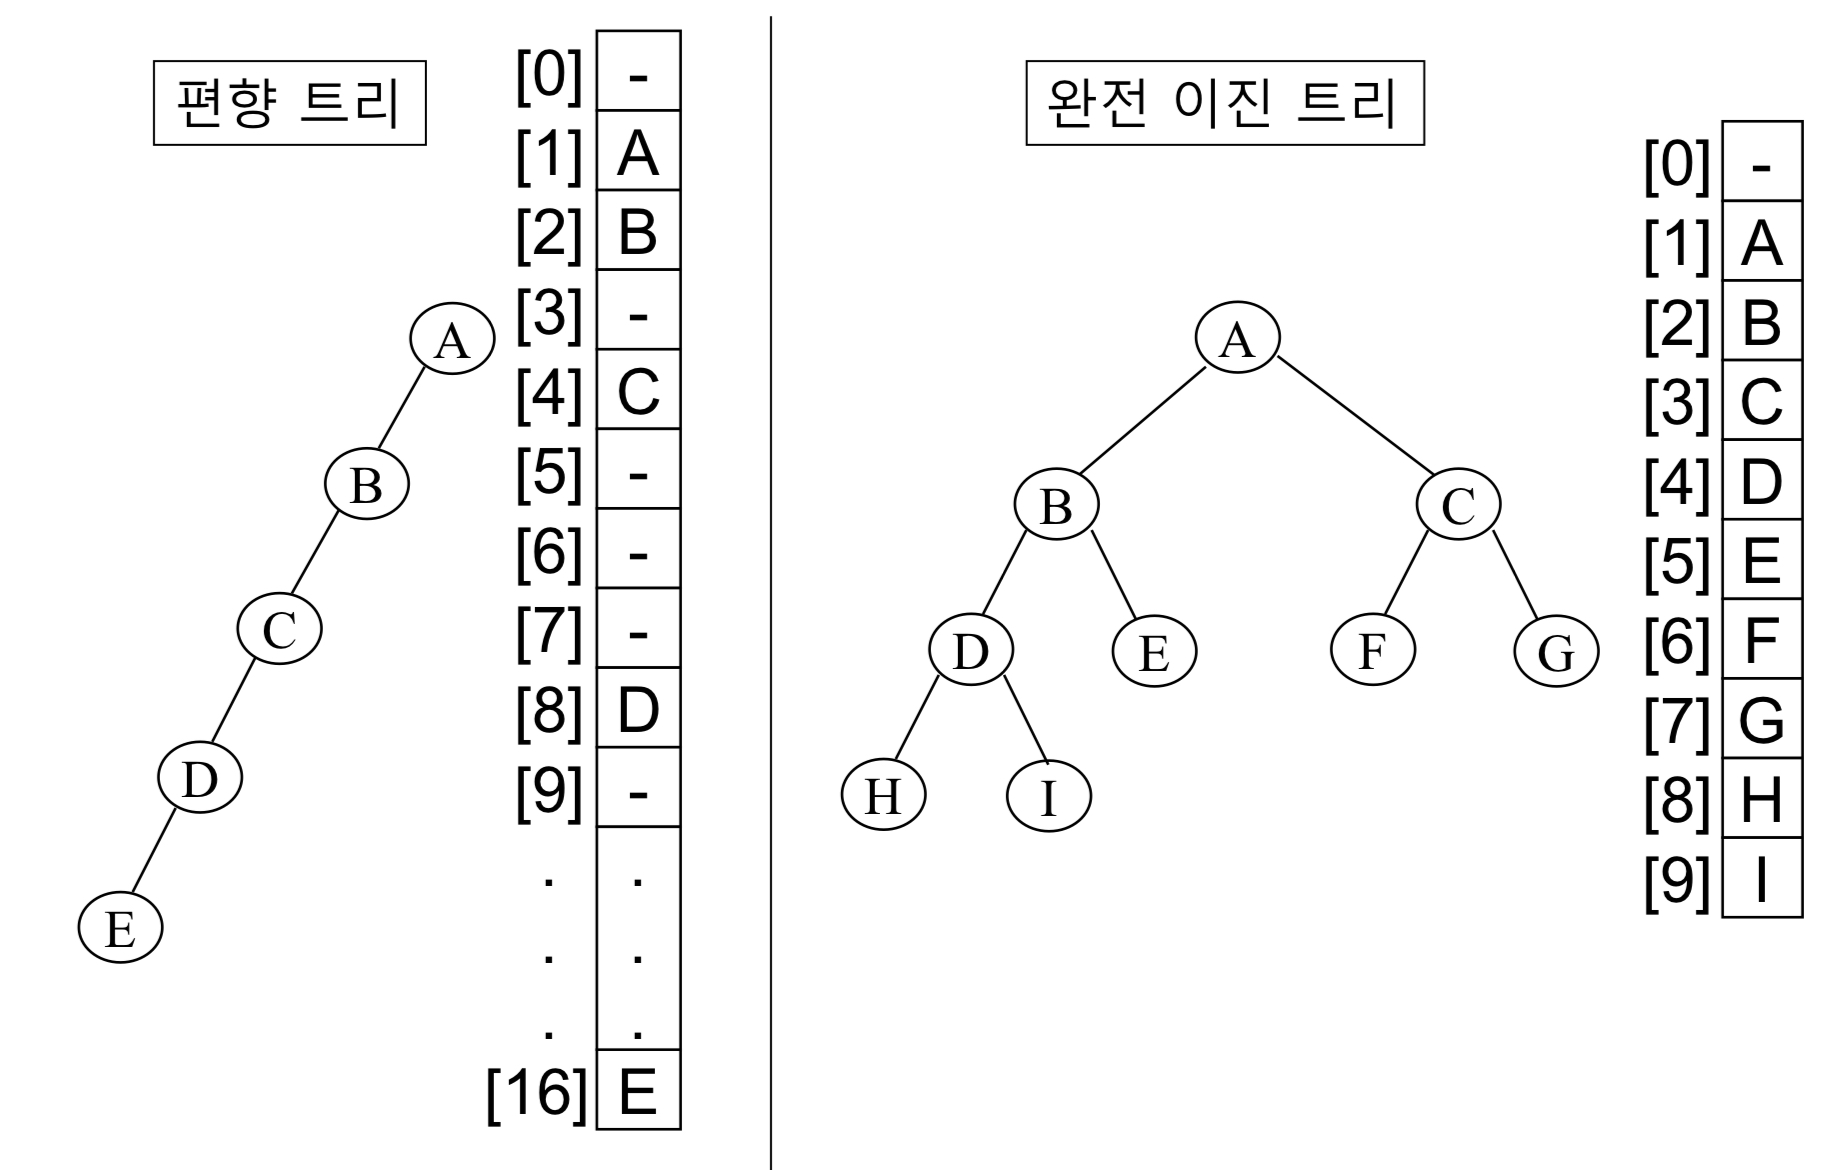 편향 트리
[0] -
[1] A
[2] B
[3] -
[4] C
[5] -
[6] -
[7] -
[8] D
[9] -
. .
. .
. .
[16] E
A
B
C
D
E
완전 이진 트리
A
B C
D E F G
H I
[0] -
[1] A
[2] B
[3] C
[4] D
[5] E
[6] F
[7] G
[8] H
[9] I